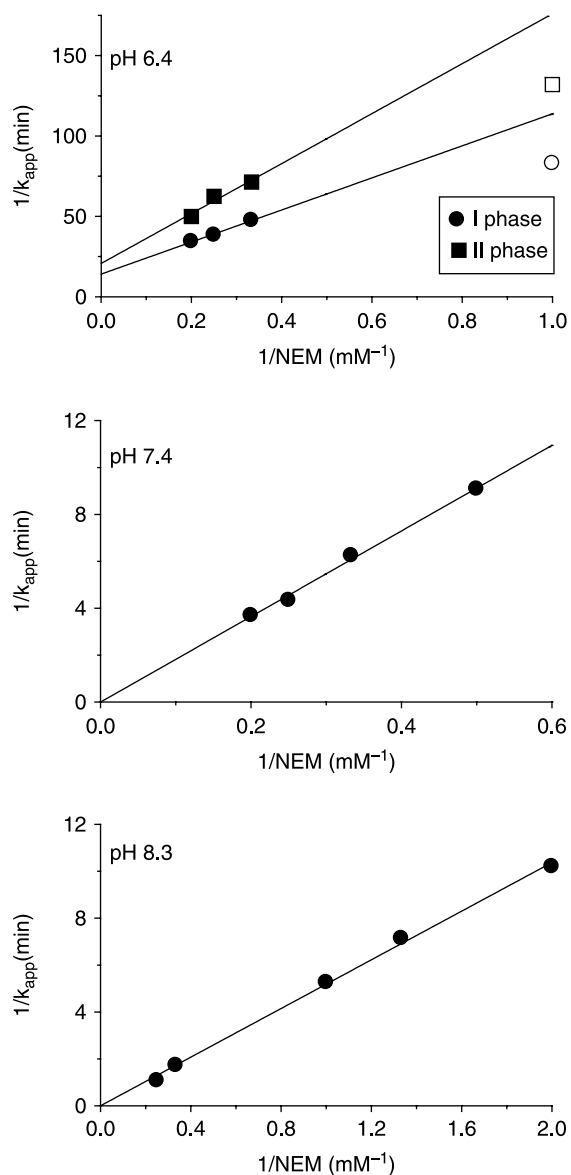 pH 6.4
150
100
50
0
1/k_app(min)
I phase
II phase
0.0 0.2 0.4 0.6 0.8 1.0
1/NEM (mM⁻¹)
12
pH 7.4
8
4
0
1/k_app(min)
0.0 0.2 0.4 0.6
1/NEM (mM⁻¹)
12
pH 8.3
8
4
0
1/k_app(min)
0.0 0.4 0.8 1.2 1.6 2.0
1/NEM (mM⁻¹)